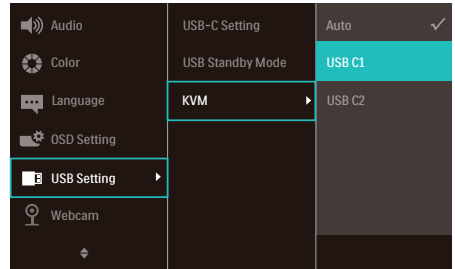 Audio
Color
Language
OSD Setting
USB Setting
Webcam
USB-C Setting
USB Standby Mode
KVM
Auto
USB C1
USB C2